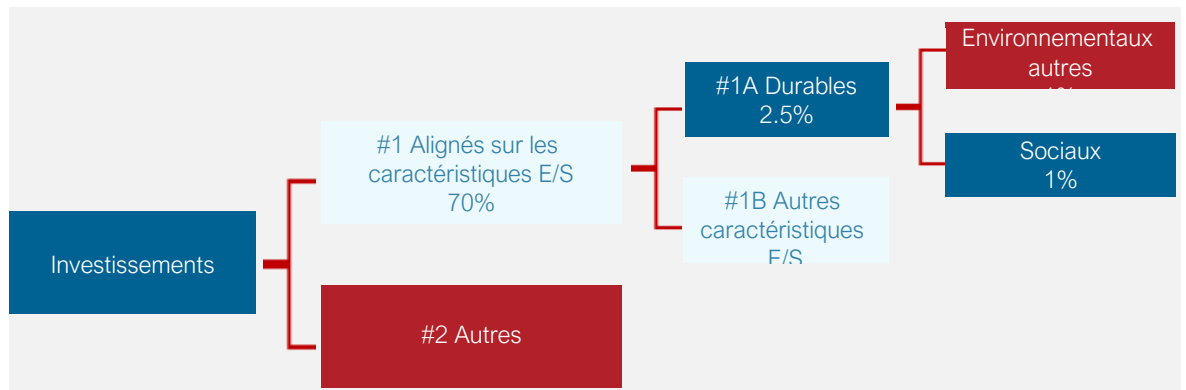 Investissements
#1 Alignés sur les
caractéristiques E/S
70%
#2 Autres
#1A Durables
2.5%
#1B Autres
caractéristiques
E/S
Environnementaux
autres
Sociaux
1%